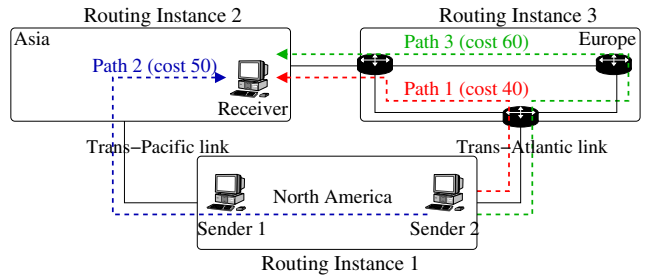 Routing Instance 2
Routing Instance 3
Asia
Europe
Path 3 (cost 60)
Path 2 (cost 50)
Path 1 (cost 40)
Receiver
Trans−Pacific link
Trans−Atlantic link
North America
Sender 1
Sender 2
Routing Instance 1